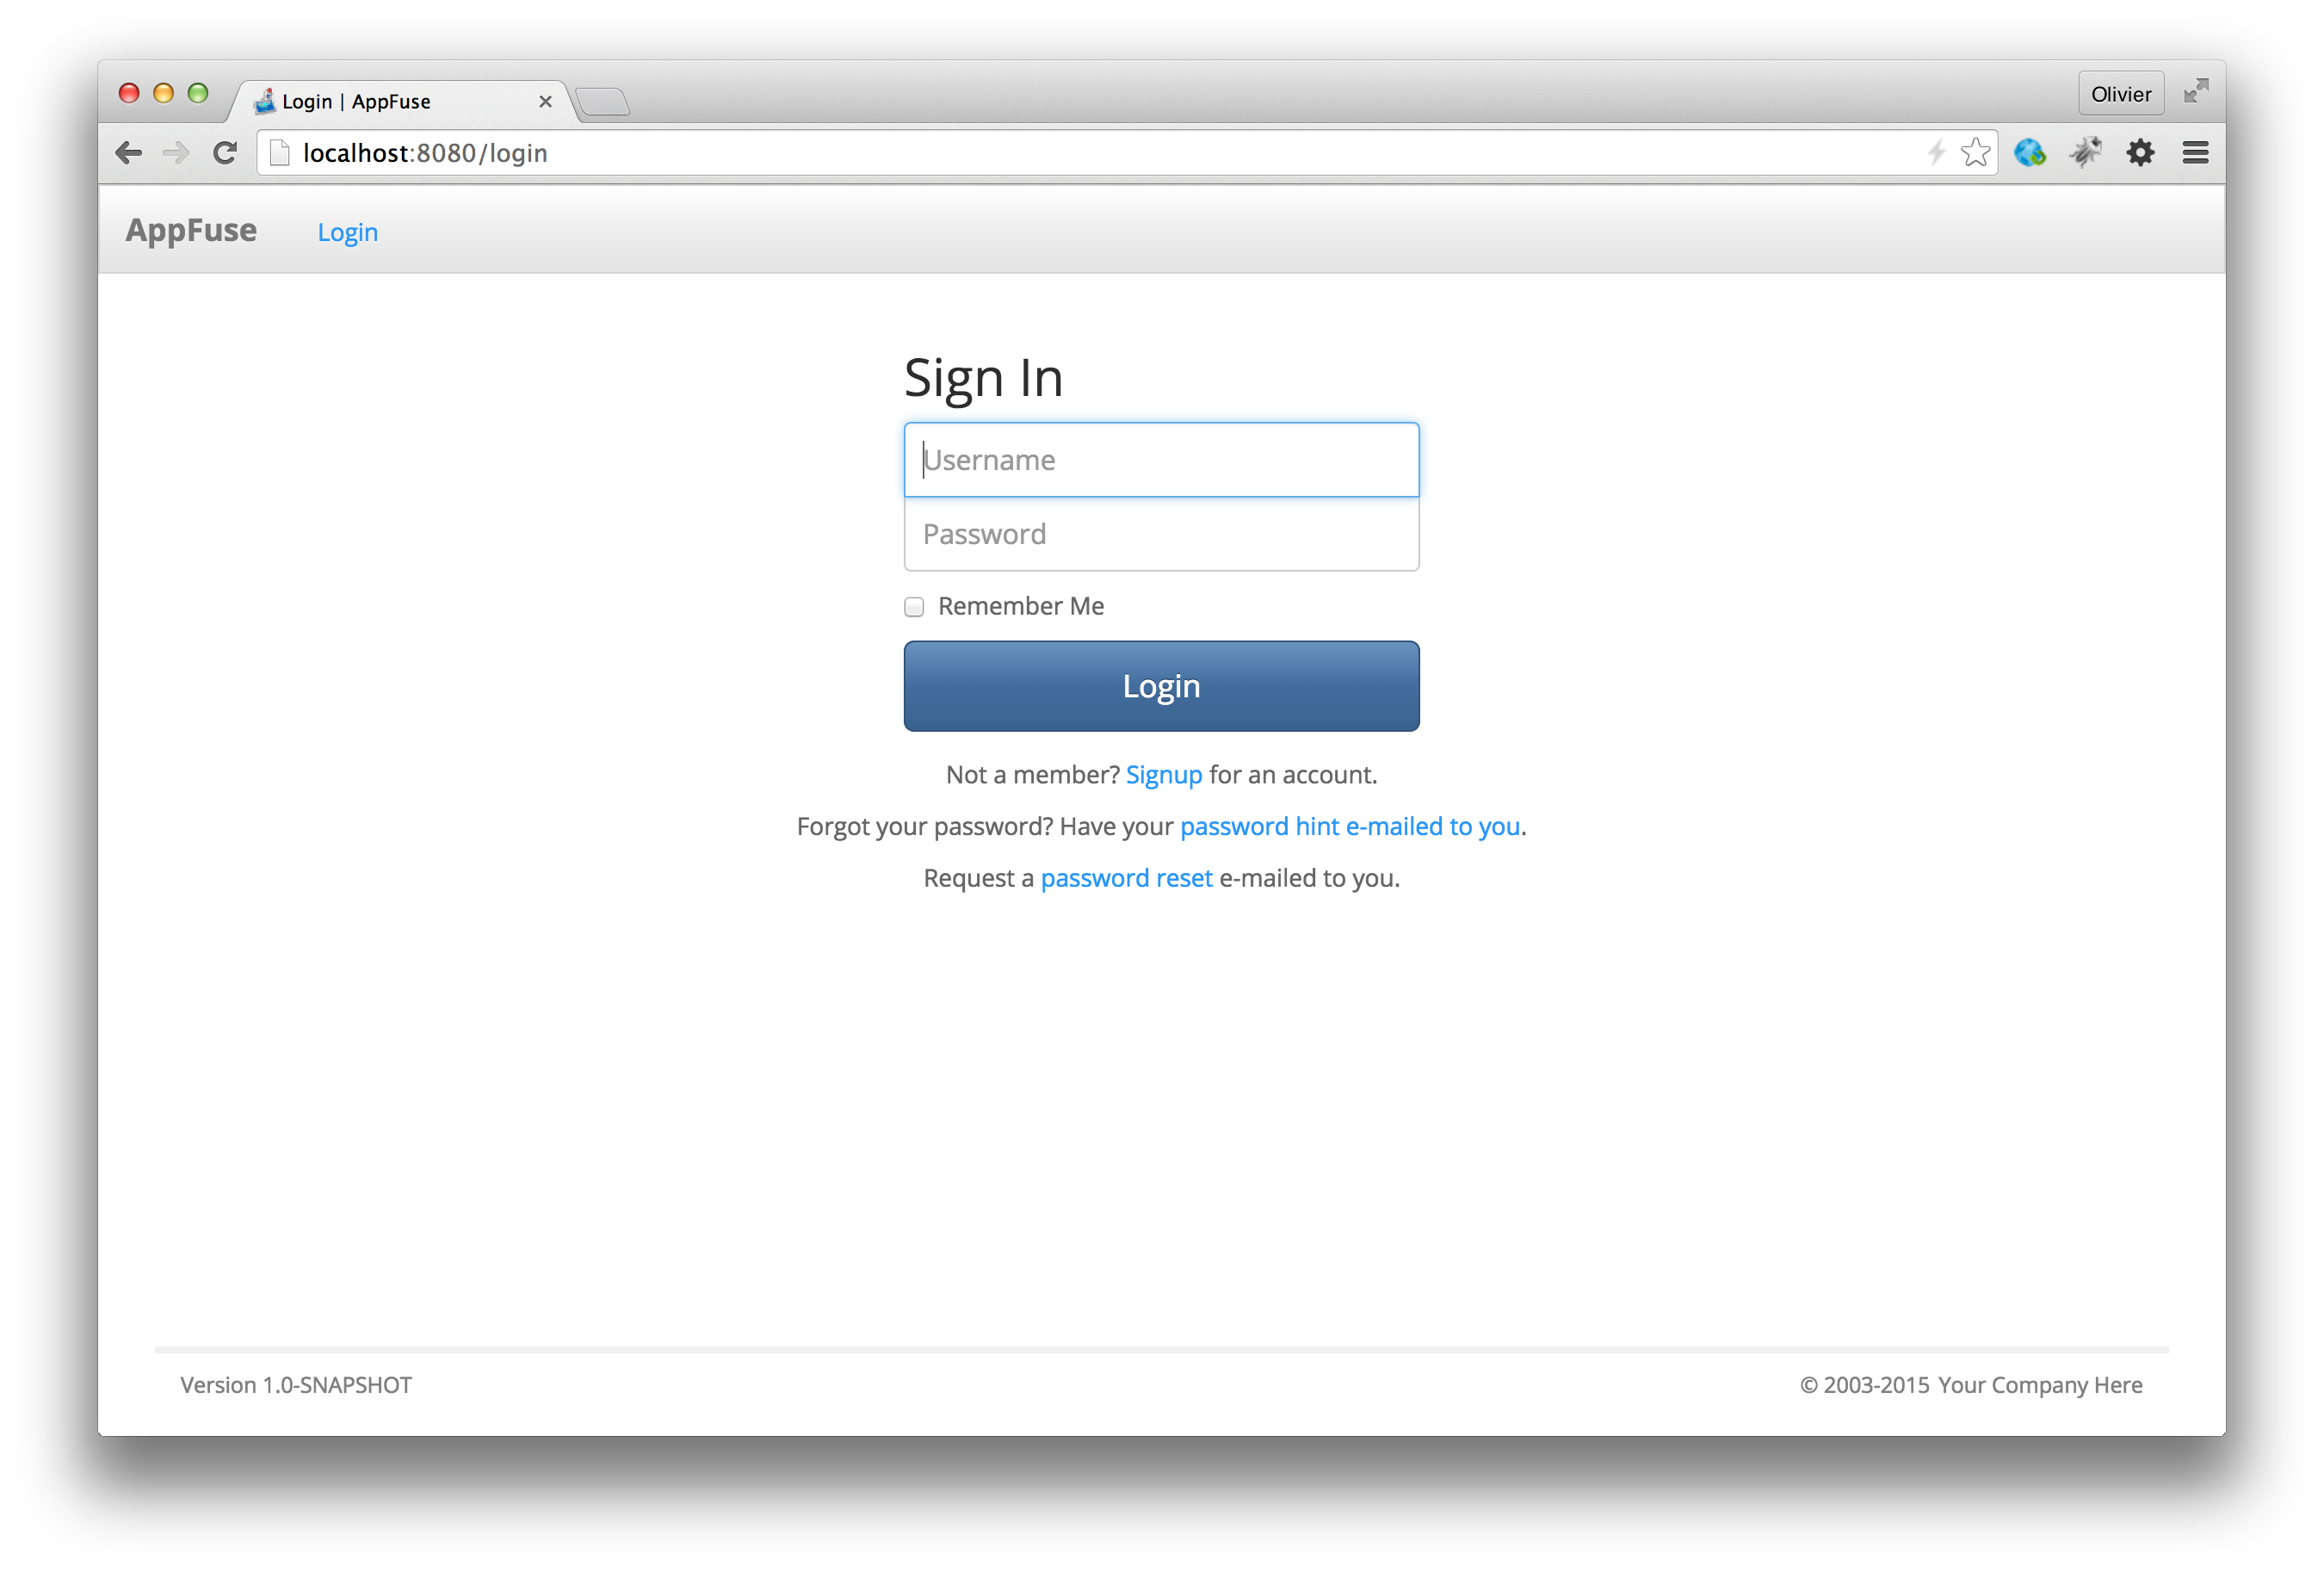 Login | AppFuse
Olivier
localhost:8080/login
AppFuse Login
Sign In
Username
Password
Remember Me
Login
Not a member? Signup for an account.
Forgot your password? Have your password hint e-mailed to you.
Request a password reset e-mailed to you.
Version 1.0-SNAPSHOT © 2003-2015 Your Company Here